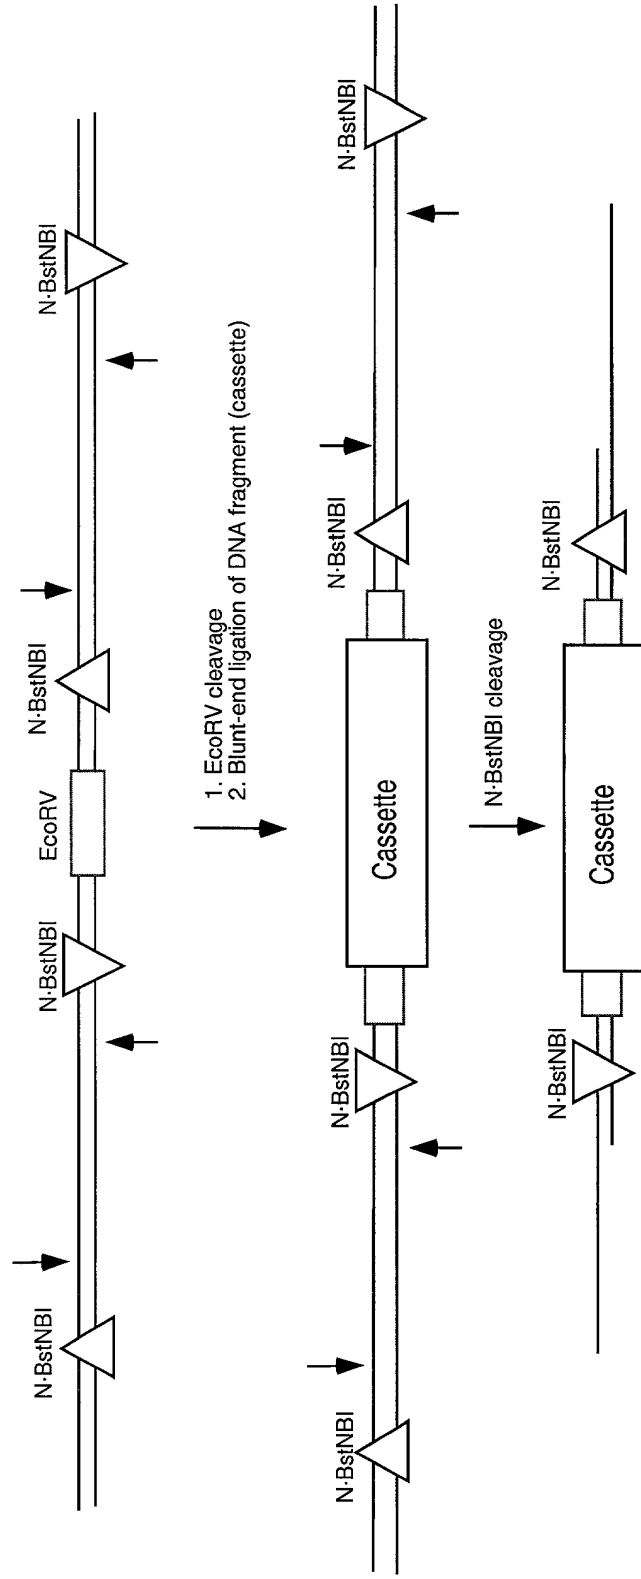 N·BstNBI
N·BstNBI
EcoRV
N·BstNBI
N·BstNBI
1. EcoRV cleavage
2. Blunt-end ligation of DNA fragment (cassette)
N·BstNBI
N·BstNBI
Cassette
N·BstNBI
N·BstNBI
N·BstNBI cleavage
N·BstNBI
Cassette
N·BstNBI